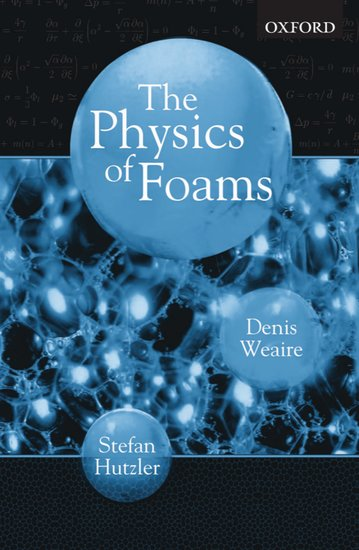 OXFORD
The
Physics
of Foams
Denis
Weaire
Stefan
Hutzler